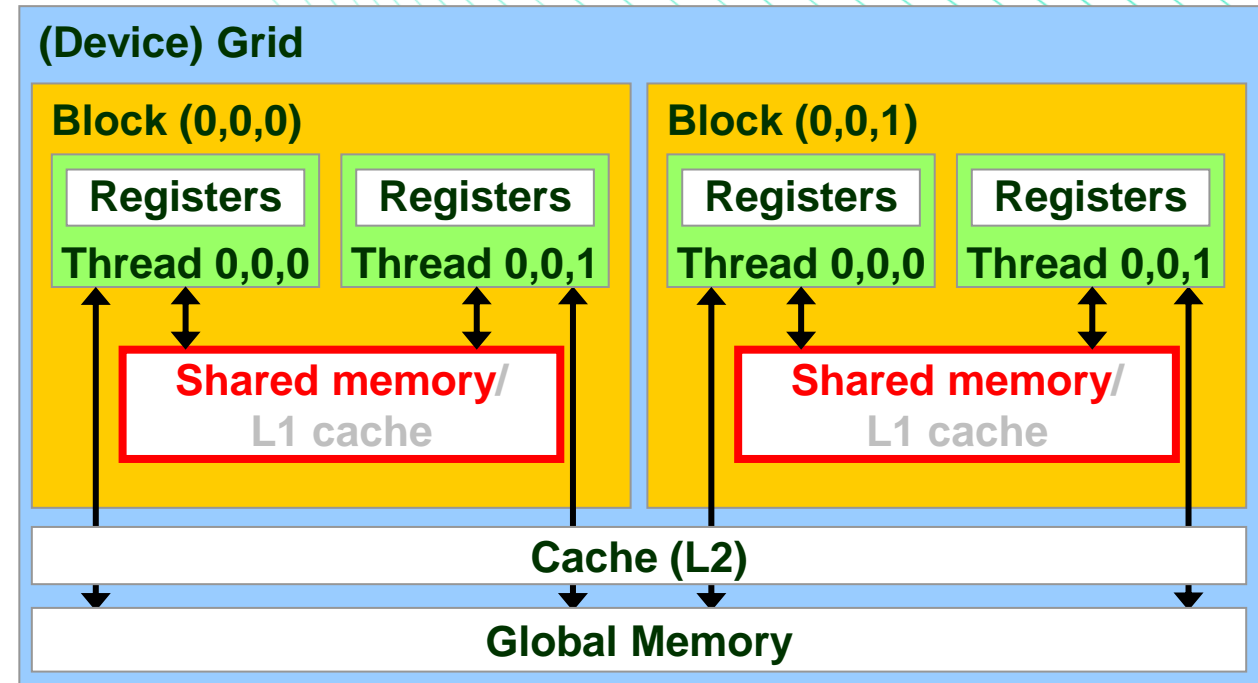 (Device) Grid
Block (0,0,0)
Registers
Thread 0,0,0
Registers
Thread 0,0,1
Shared memory/
L1 cache
Block (0,0,1)
Registers
Thread 0,0,0
Registers
Thread 0,0,1
Shared memory/
L1 cache
Cache (L2)
Global Memory